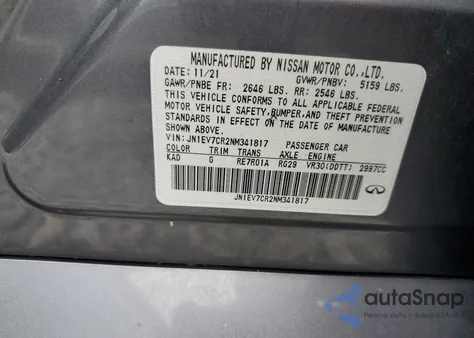 MANUFACTURED BY NISSAN MOTOR CO.,LTD.
DATE: 11/21 GVWR/PNBV: 5159 LBS.
GAWR/PNBE FR: 2646 LBS. RR: 2546 LBS.
THIS VEHICLE CONFORMS TO ALL APPLICABLE FEDERAL
MOTOR VEHICLE SAFETY, BUMPER, AND THEFT PREVENTION
STANDARDS IN EFFECT ON THE DATE OF MANUFACTURE
SHOWN ABOVE.
VIN: JN1EV7CR2NM341817 PASSENGER CAR
COLOR TRIM TRANS AXLE ENGINE
KAD G RE7R01A RG29 VR30(DDTT) 2997CC
JN1EV7CR2NM341817
autoSnap